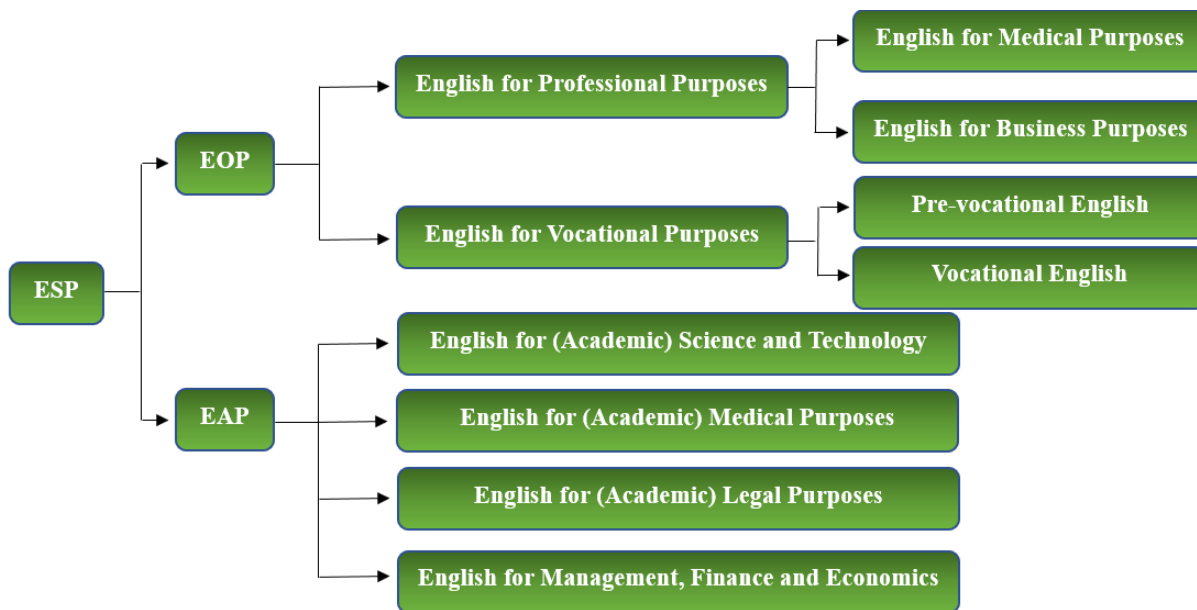 English for Medical Purposes
English for Professional Purposes
English for Business Purposes
EOP
Pre-vocational English
English for Vocational Purposes
Vocational English
ESP
English for (Academic) Science and Technology
EAP
English for (Academic) Medical Purposes
English for (Academic) Legal Purposes
English for Management, Finance and Economics